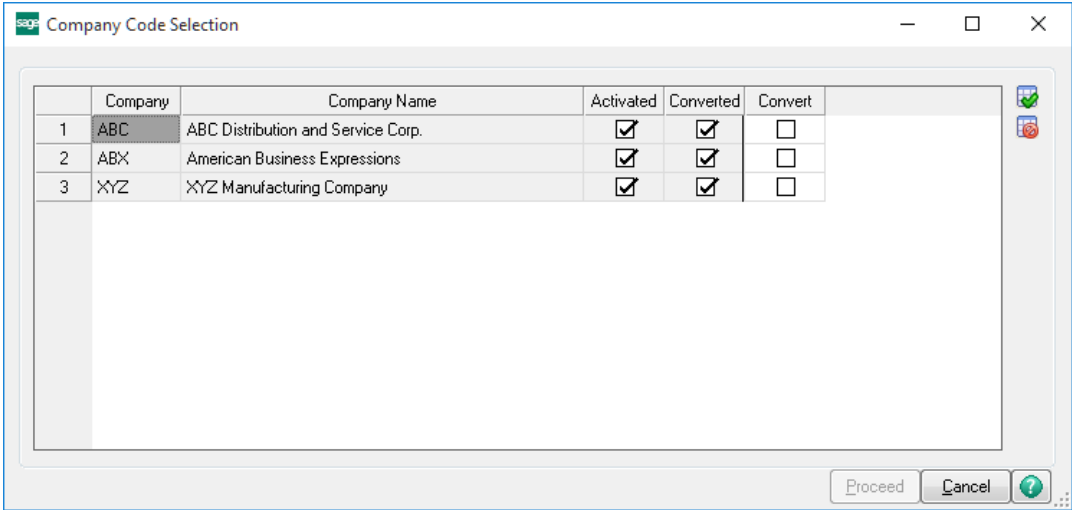 sage Company Code Selection
Company Company Name Activated Converted Convert
1 ABC ABC Distribution and Service Corp.
2 ABX American Business Expressions
3 XYZ XYZ Manufacturing Company
Proceed Cancel ?